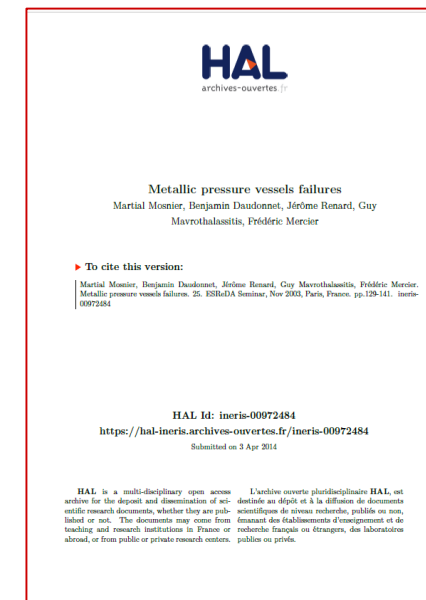 HAL
archives-ouvertes.fr
Metallic pressure vessels failures
Martial Mosnier, Benjamin Daudonnet, Jérôme Renard, Guy
Mavrothalassitis, Frédéric Mercier
▶ To cite this version:
Martial Mosnier, Benjamin Daudonnet, Jérôme Renard, Guy Mavrothalassitis, Frédéric Mercier.
Metallic pressure vessels failures. 25. ESReDA Seminar, Nov 2003, Paris, France. pp.129-141. ineris-
00972484
HAL Id: ineris-00972484
https://hal-ineris.archives-ouvertes.fr/ineris-00972484
Submitted on 3 Apr 2014
HAL is a multi-disciplinary open access
archive for the deposit and dissemination of sci-
entific research documents, whether they are pub-
lished or not. The documents may come from
teaching and research institutions in France or
abroad, or from public or private research centers.
L'archive ouverte pluridisciplinaire HAL, est
destinée au dépôt et à la diffusion de documents
scientifiques de niveau recherche, publiés ou non,
émanant des établissements d'enseignement et de
recherche français ou étrangers, des laboratoires
publics ou privés.